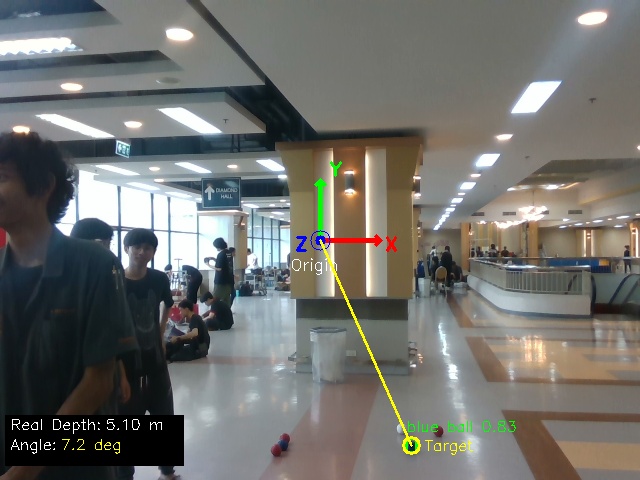 DIAMOND
HALL
Y
Z
X
Origin
blue ball 0.83
Target
Real Depth: 5.10 m
Angle: 7.2 deg